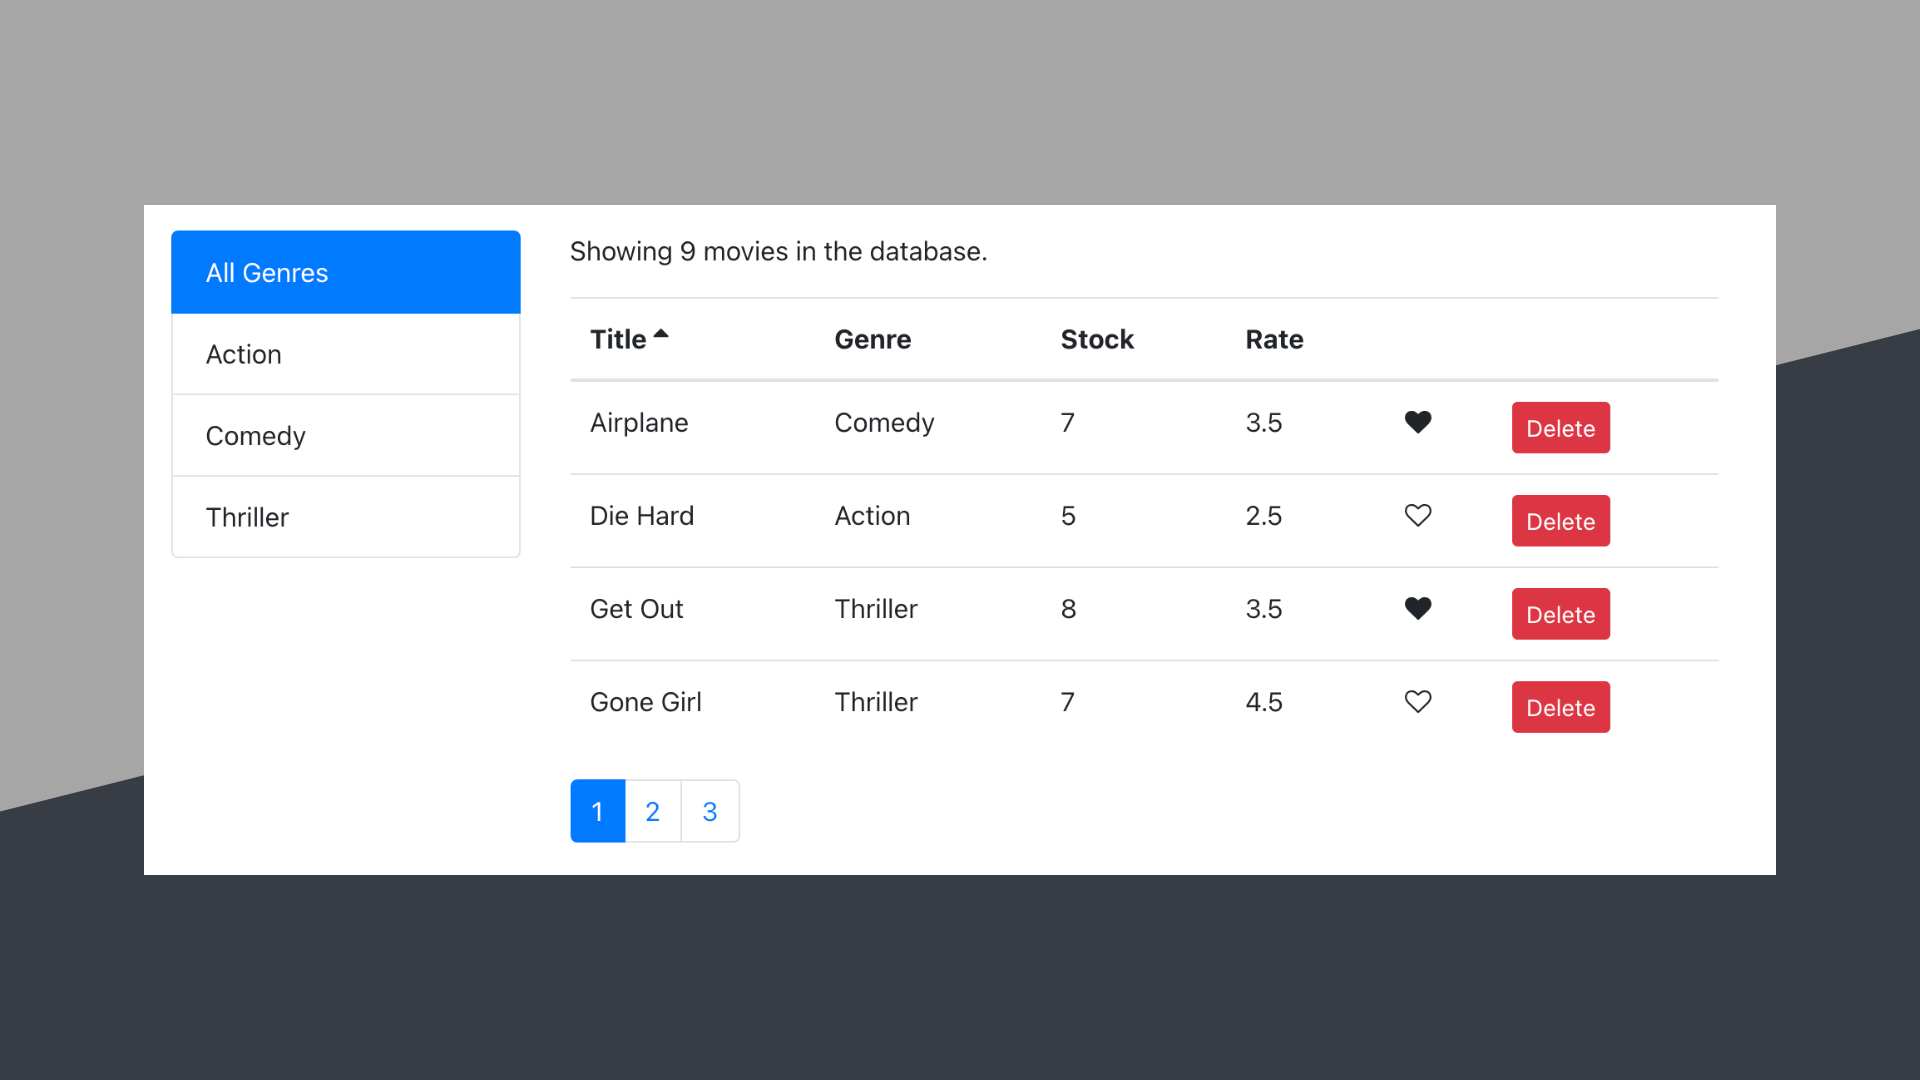 All Genres
Action
Comedy
Thriller
Showing 9 movies in the database.
Title Genre Stock Rate
Airplane Comedy 7 3.5 Delete
Die Hard Action 5 2.5 Delete
Get Out Thriller 8 3.5 Delete
Gone Girl Thriller 7 4.5 Delete
1 2 3